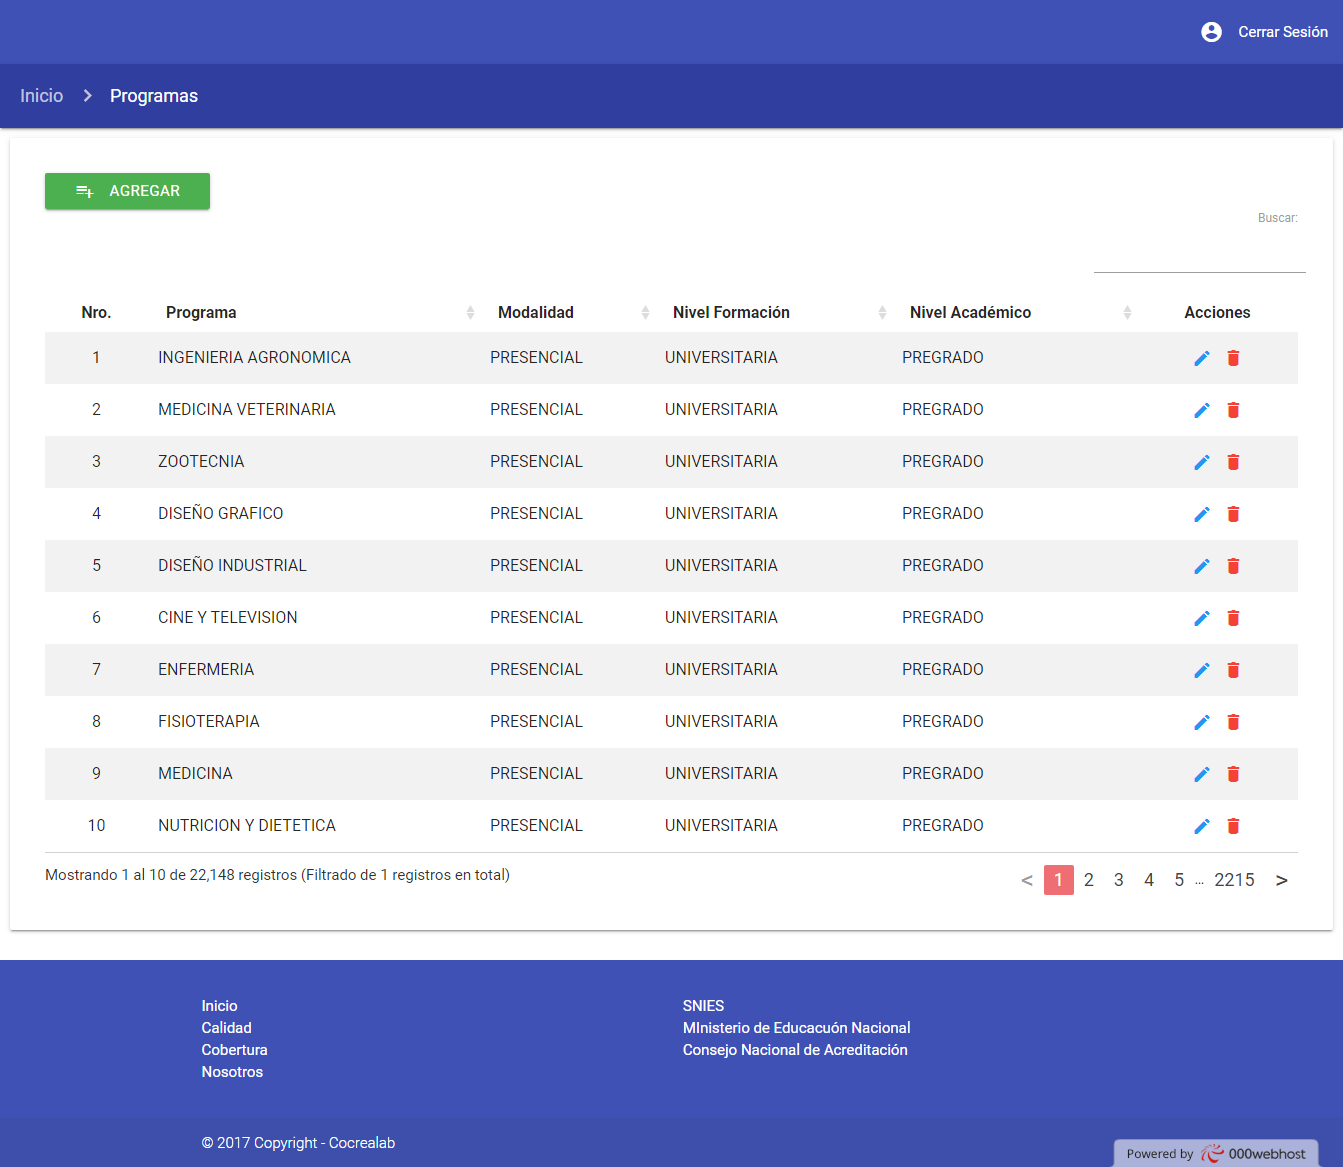 Cerrar Sesión
Inicio > Programas
AGREGAR
Buscar:
Nro. Programa Modalidad Nivel Formación Nivel Académico Acciones
1 INGENIERIA AGRONOMICA PRESENCIAL UNIVERSITARIA PREGRADO
2 MEDICINA VETERINARIA PRESENCIAL UNIVERSITARIA PREGRADO
3 ZOOTECNIA PRESENCIAL UNIVERSITARIA PREGRADO
4 DISEÑO GRAFICO PRESENCIAL UNIVERSITARIA PREGRADO
5 DISEÑO INDUSTRIAL PRESENCIAL UNIVERSITARIA PREGRADO
6 CINE Y TELEVISION PRESENCIAL UNIVERSITARIA PREGRADO
7 ENFERMERIA PRESENCIAL UNIVERSITARIA PREGRADO
8 FISIOTERAPIA PRESENCIAL UNIVERSITARIA PREGRADO
9 MEDICINA PRESENCIAL UNIVERSITARIA PREGRADO
10 NUTRICION Y DIETETICA PRESENCIAL UNIVERSITARIA PREGRADO
Mostrando 1 al 10 de 22,148 registros (Filtrado de 1 registros en total)
< 1 2 3 4 5 ... 2215 >
Inicio
Calidad
Cobertura
Nosotros
SNIES
MInisterio de Educacuón Nacional
Consejo Nacional de Acreditación
© 2017 Copyright - Cocrealab
Powered by 000webhost